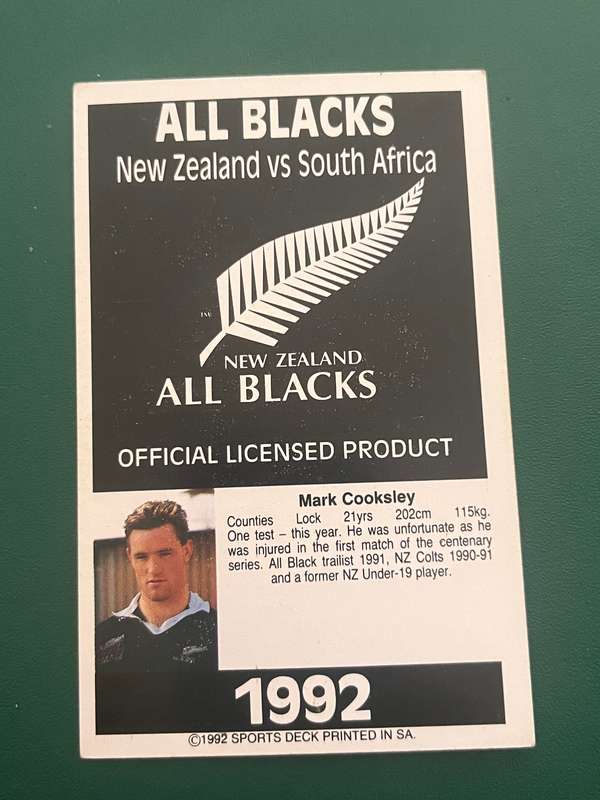 ALL BLACKS
New Zealand vs South Africa
TM
NEW ZEALAND
ALL BLACKS
OFFICIAL LICENSED PRODUCT
Mark Cooksley
Counties Lock 21yrs 202cm 115kg.
One test – this year. He was unfortunate as he
was injured in the first match of the centenary
series. All Black trailist 1991, NZ Colts 1990-91
and a former NZ Under-19 player.
1992
©1992 SPORTS DECK PRINTED IN SA.